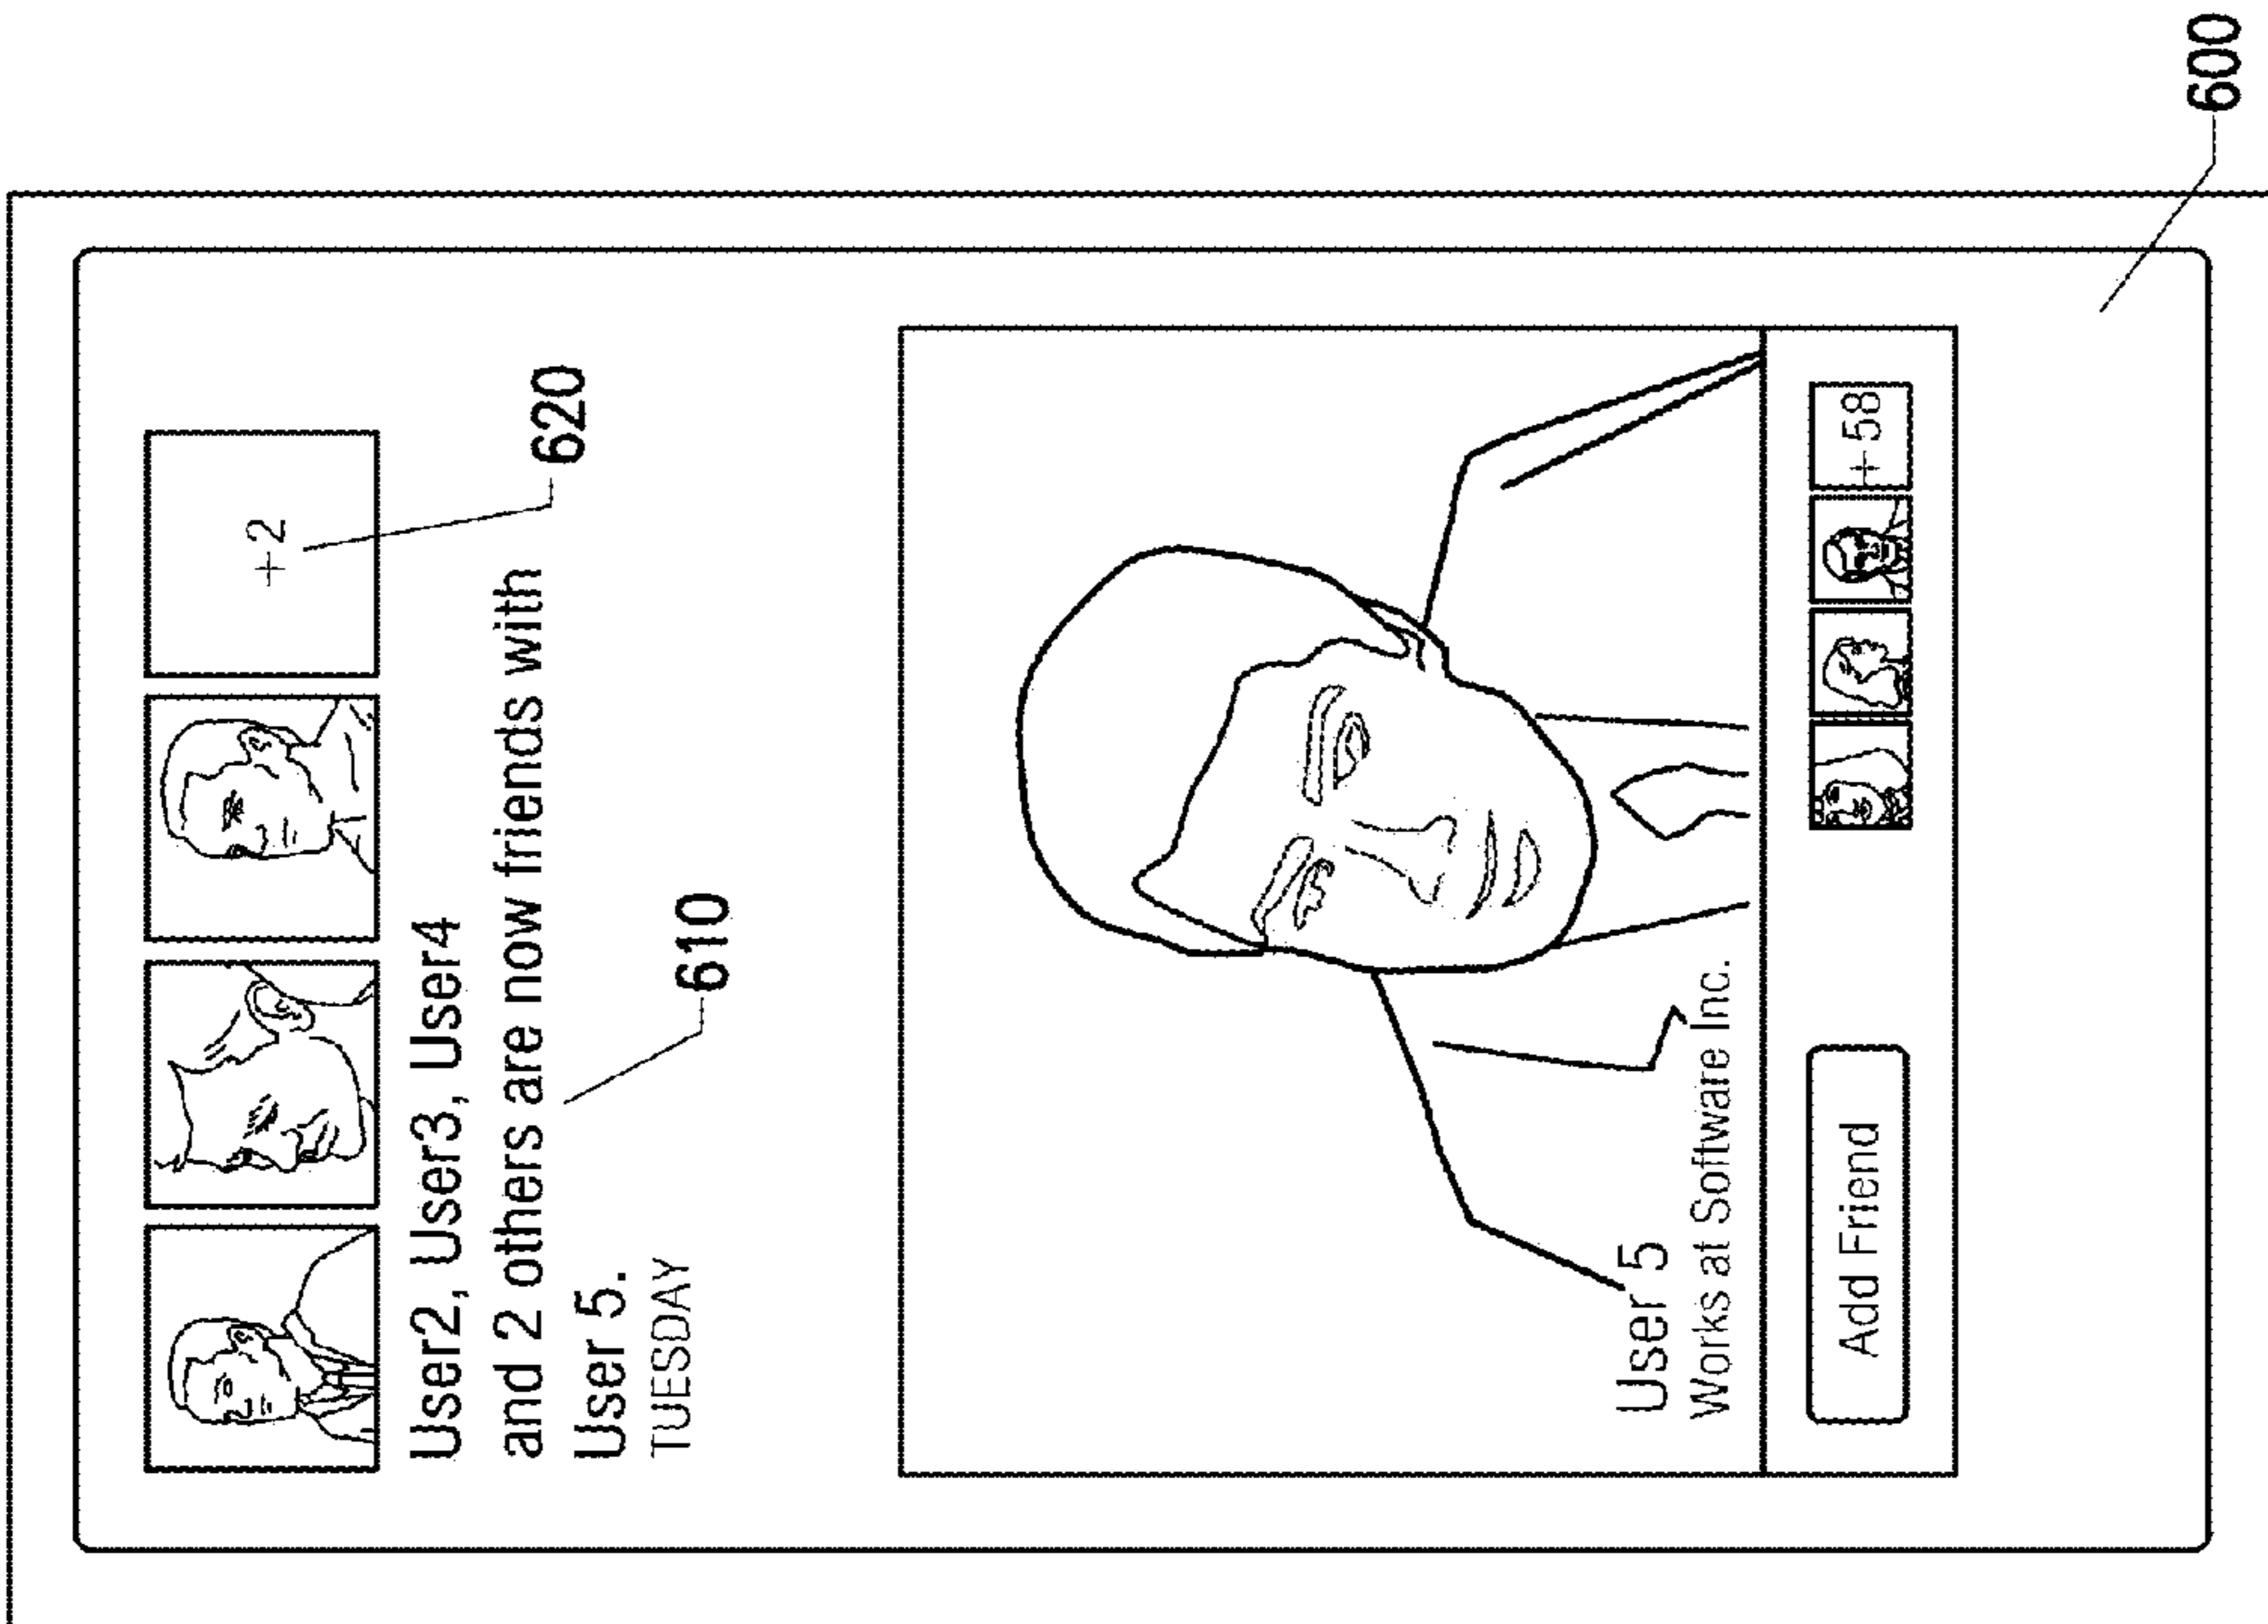 +2
620
User2, User3, User4
and 2 others are now friends with
User 5.
TUESDAY
610
User 5
Works at Software Inc.
Add Friend
+58
600